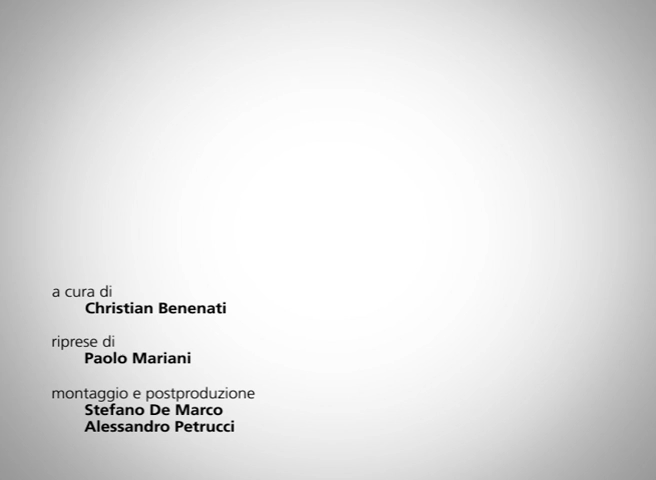 a cura di
Christian Benenati
riprese di
Paolo Mariani
montaggio e postproduzione
Stefano De Marco
Alessandro Petrucci